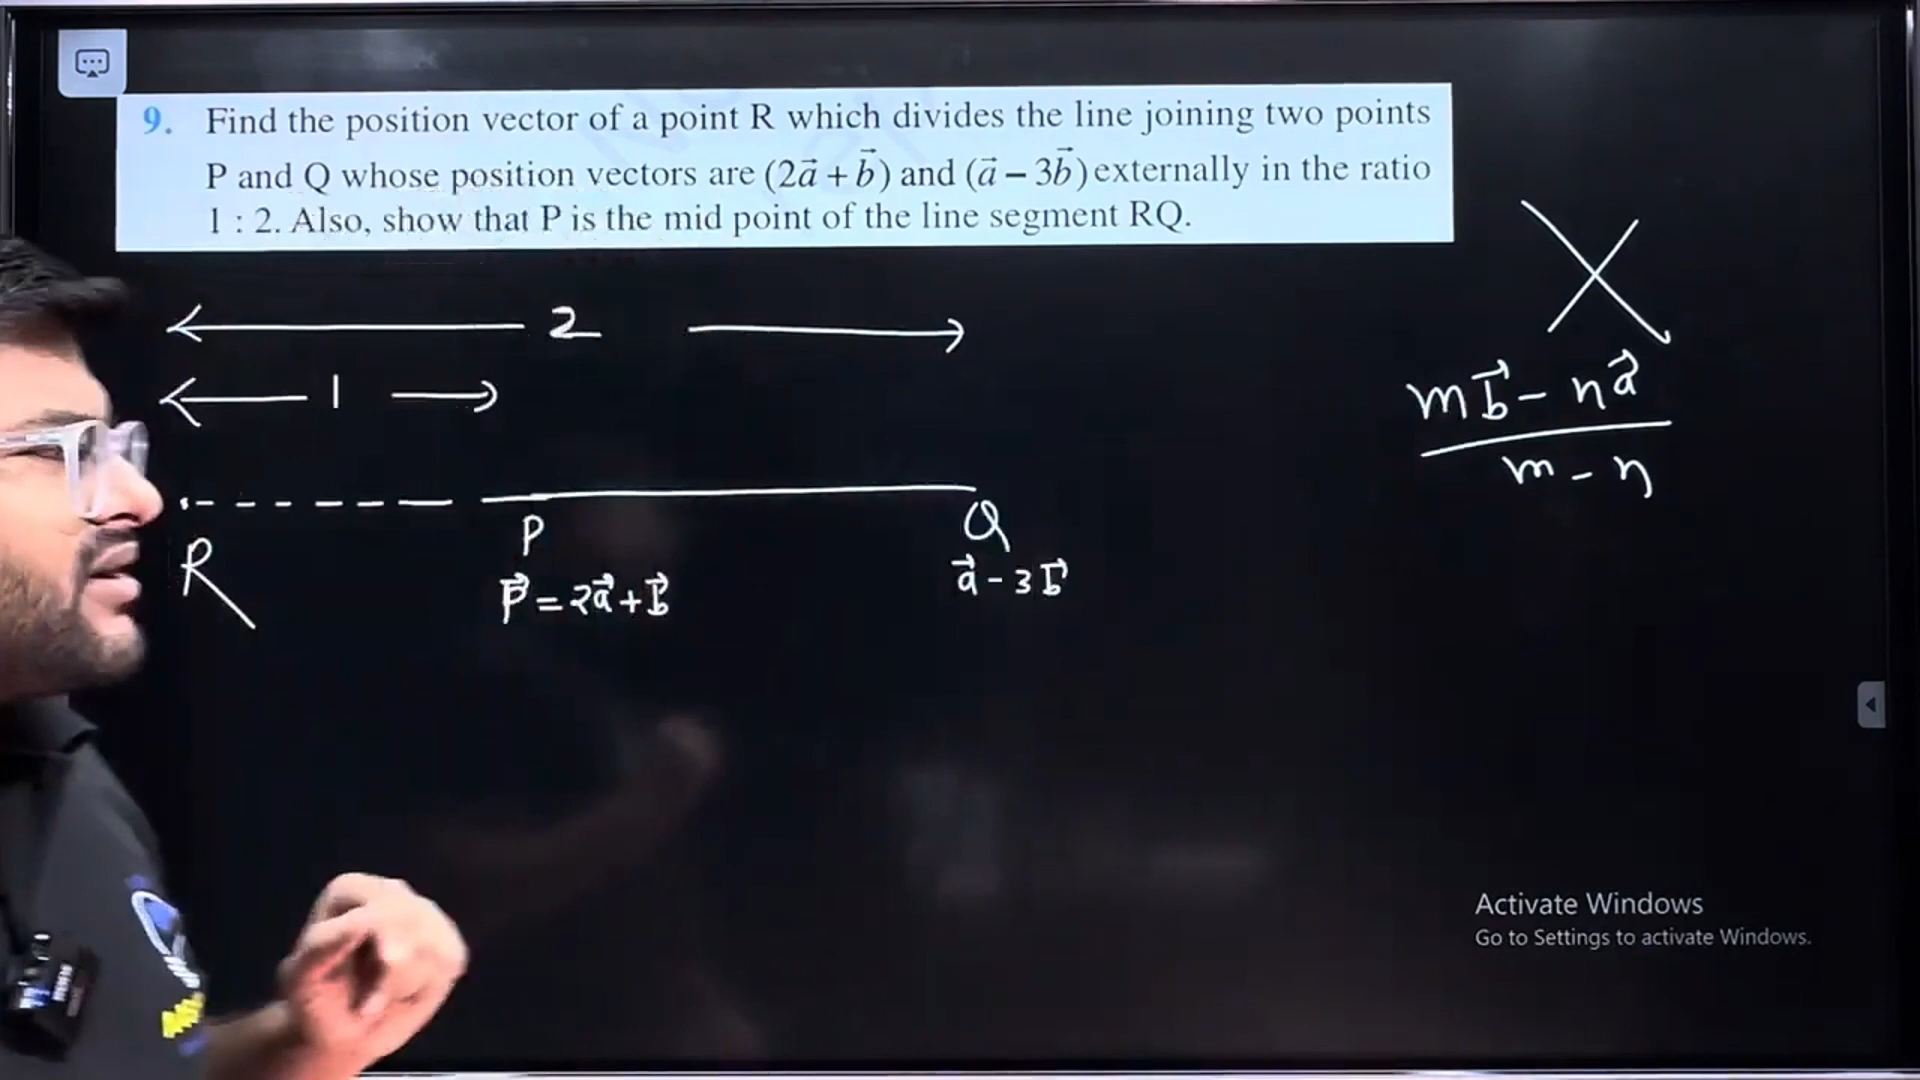 9. Find the position vector of a point R which divides the line joining two points
P and Q whose position vectors are (2a⃗ + b⃗) and (a⃗ – 3b⃗) externally in the ratio
1 : 2. Also, show that P is the mid point of the line segment RQ.
2
1
mb⃗ - na⃗
m - n
R
P
Q
P⃗ = 2a⃗ + b⃗
a⃗ - 3b⃗
Activate Windows
Go to Settings to activate Windows.